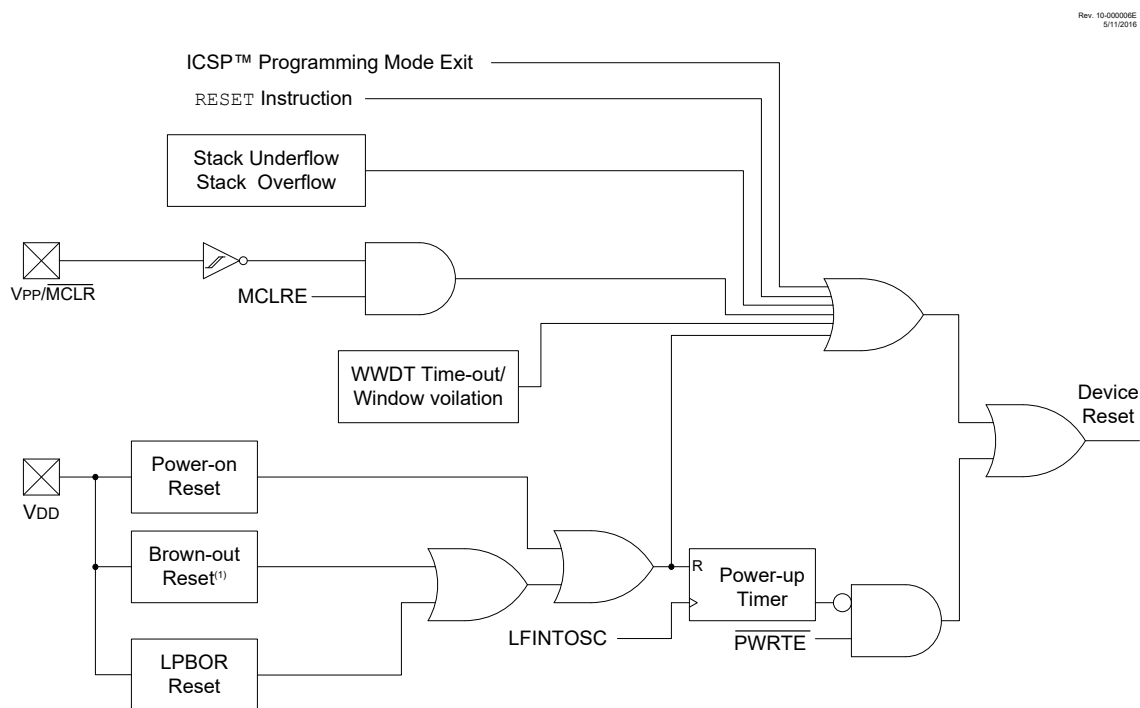 Rev. 10-000006E
5/11/2016
ICSP™ Programming Mode Exit
RESET Instruction
Stack Underflow
Stack Overflow
VPP/MCLR
MCLRE
WWDT Time-out/
Window voilation
Device
Reset
Power-on
Reset
VDD
Brown-out
Reset(1)
R
Power-up
Timer
LFINTOSC
PWRTE
LPBOR
Reset